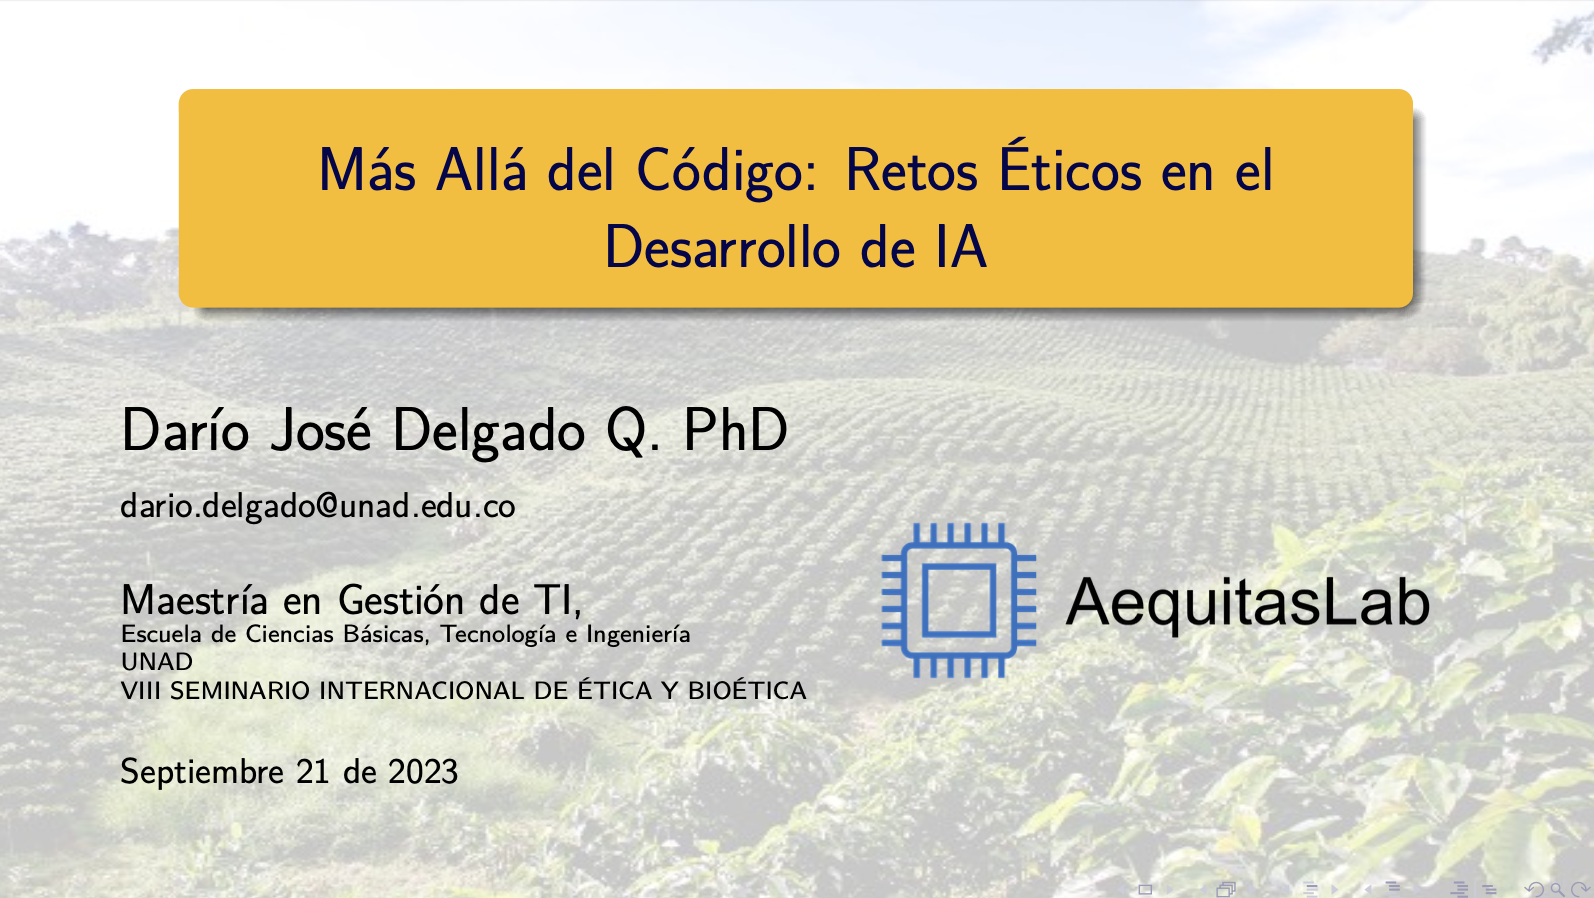 Más Allá del Código: Retos Éticos en el
Desarrollo de IA
Darío José Delgado Q. PhD
dario.delgado@unad.edu.co
Maestría en Gestión de TI,
Escuela de Ciencias Básicas, Tecnología e Ingeniería
UNAD
VIII SEMINARIO INTERNACIONAL DE ÉTICA Y BIOÉTICA
AequitasLab
Septiembre 21 de 2023